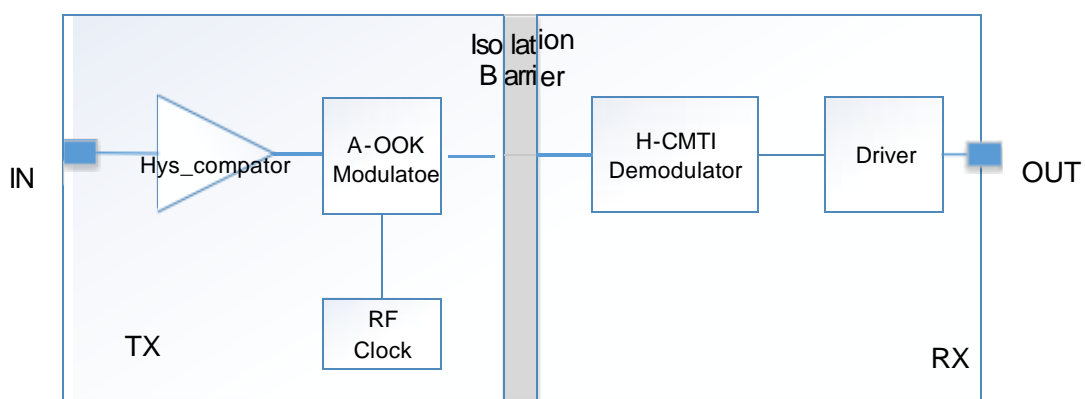 Isolation
Barrier
IN
Hys_compator
A-OOK
Modulatoe
H-CMTI
Demodulator
Driver
OUT
RF
Clock
TX
RX